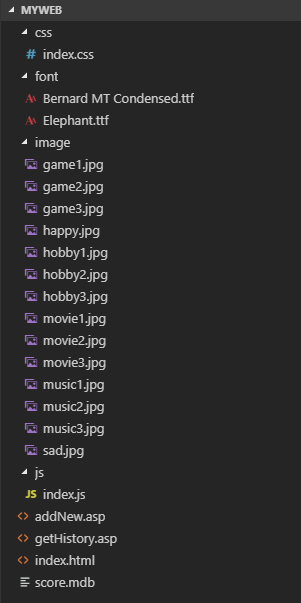 MYWEB
css
# index.css
font
Bernard MT Condensed.ttf
Elephant.ttf
image
game1.jpg
game2.jpg
game3.jpg
happy.jpg
hobby1.jpg
hobby2.jpg
hobby3.jpg
movie1.jpg
movie2.jpg
movie3.jpg
music1.jpg
music2.jpg
music3.jpg
sad.jpg
js
JS index.js
<> addNew.asp
<> getHistory.asp
<> index.html
score.mdb